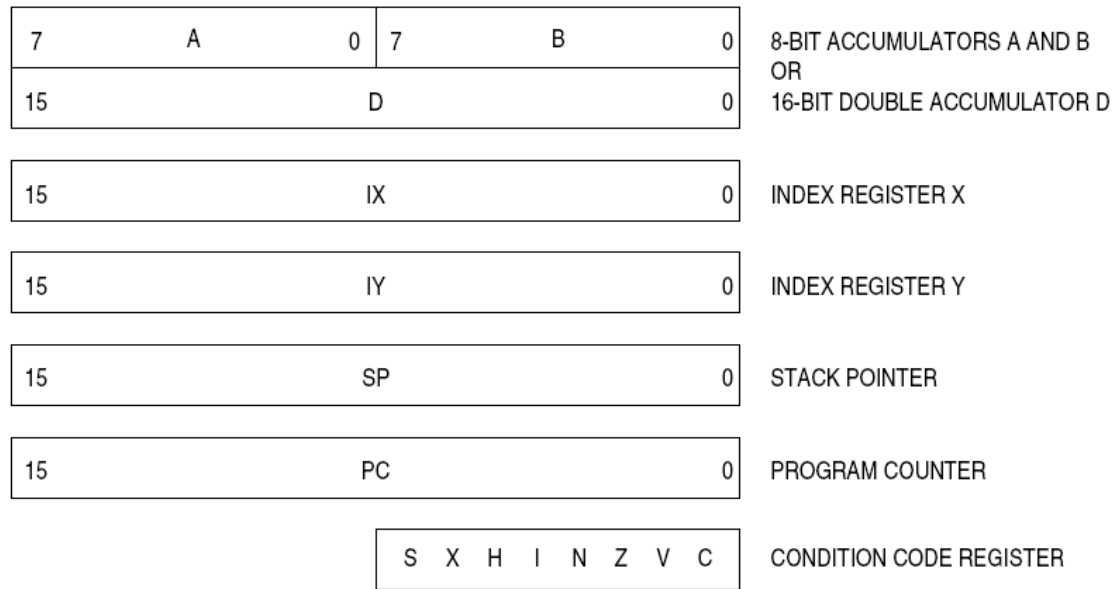 7 A 0 7 B 0 8-BIT ACCUMULATORS A AND B
OR
15 D 0 16-BIT DOUBLE ACCUMULATOR D
15 IX 0 INDEX REGISTER X
15 IY 0 INDEX REGISTER Y
15 SP 0 STACK POINTER
15 PC 0 PROGRAM COUNTER
S X H I N Z V C CONDITION CODE REGISTER